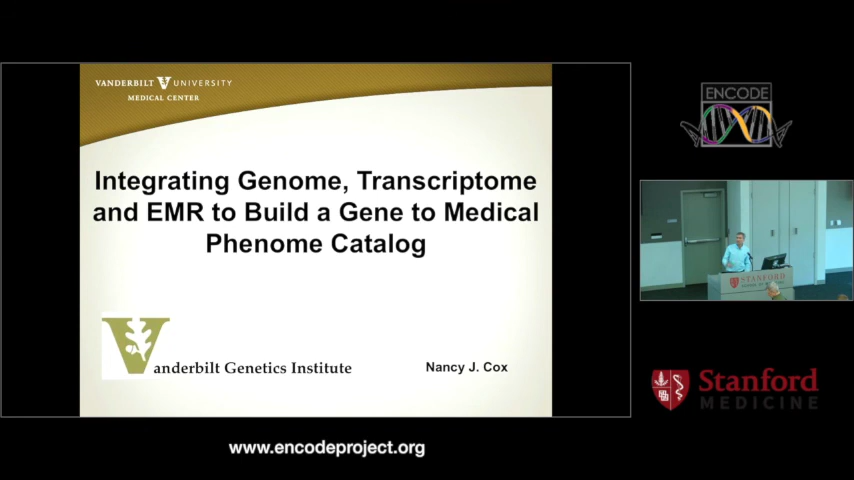 VANDERBILT V UNIVERSITY
MEDICAL CENTER
Integrating Genome, Transcriptome
and EMR to Build a Gene to Medical
Phenome Catalog
Vanderbilt Genetics Institute
Nancy J. Cox
ENCODE
STANFORD
Stanford
MEDICINE
www.encodeproject.org